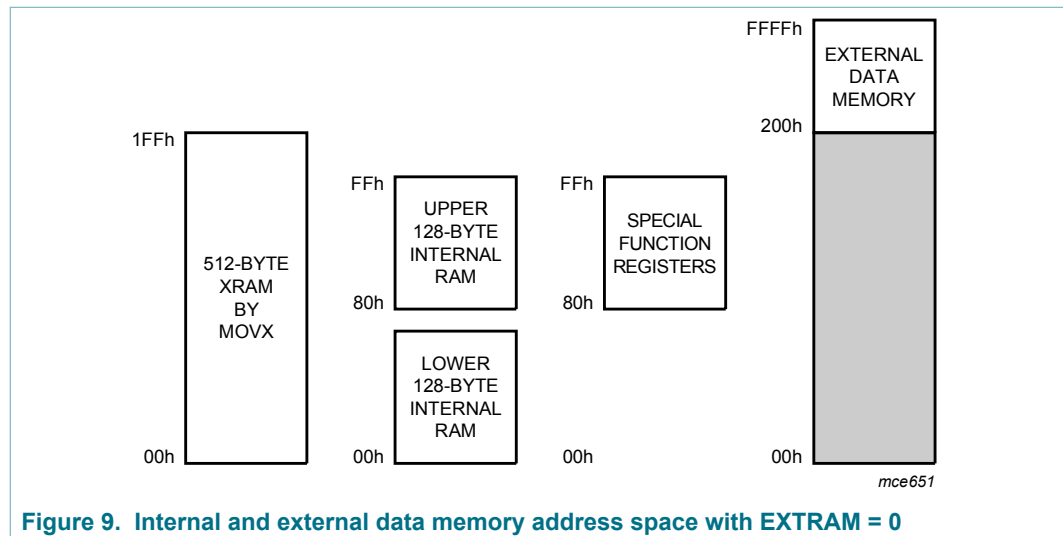 FFFFh
EXTERNAL
DATA
MEMORY
200h
1FFh
512-BYTE
XRAM
BY
MOVX
00h
FFh
UPPER
128-BYTE
INTERNAL
RAM
80h
LOWER
128-BYTE
INTERNAL
RAM
00h
FFh
SPECIAL
FUNCTION
REGISTERS
80h
00h
00h
mce651
Figure 9. Internal and external data memory address space with EXTRAM = 0